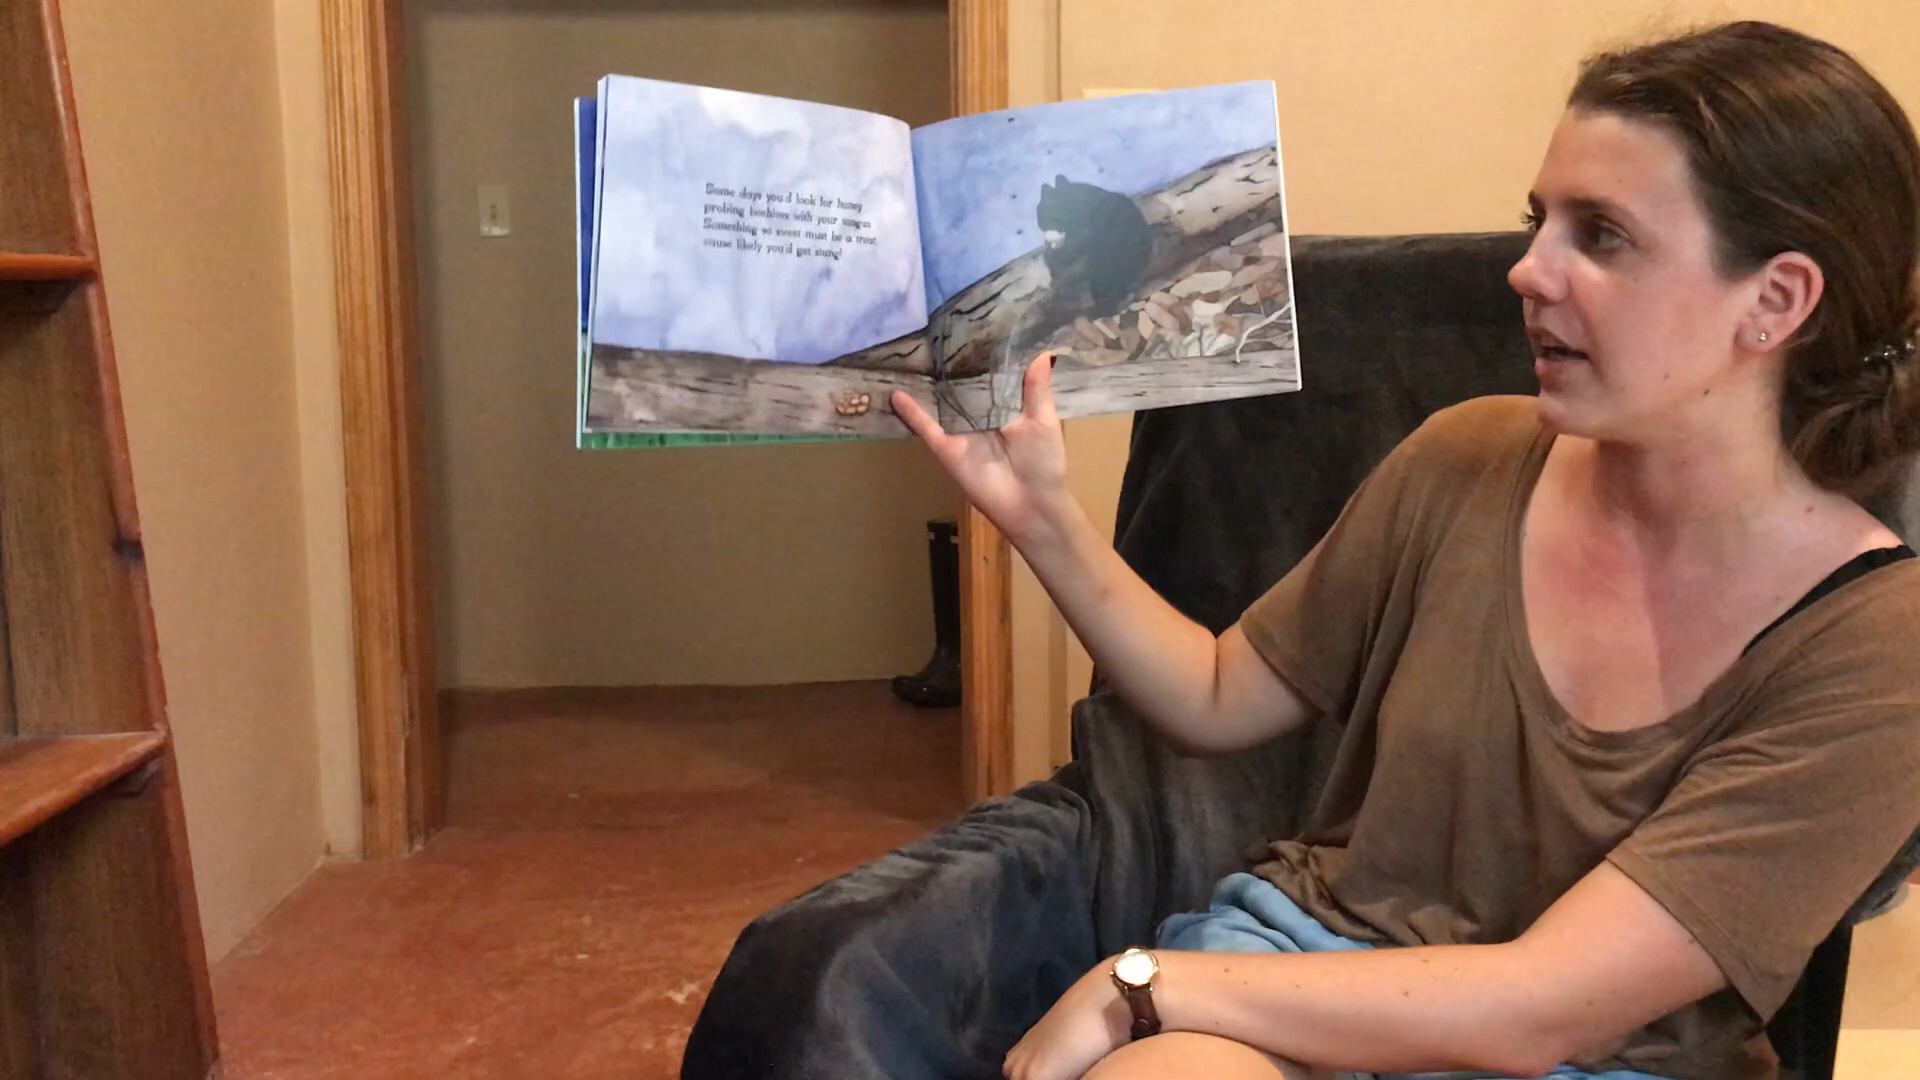 Some days you'd look for honey
probing beehives with your tongue
Something so sweet must be a treat,
cause likely you'd get stung!